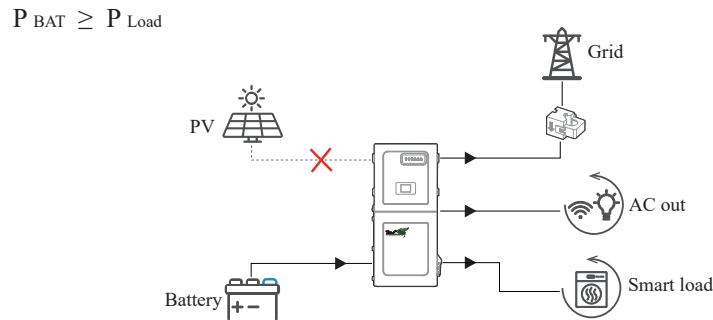 P BAT ≥ P Load
Grid
PV
AC out
Smart load
Battery